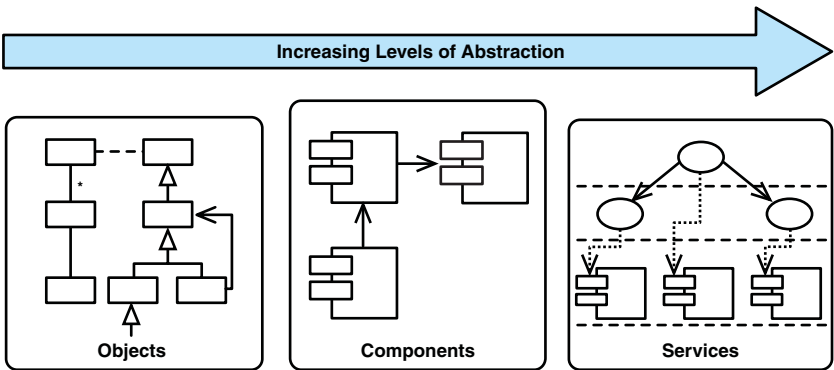 Increasing Levels of Abstraction
*
Objects
Components
Services